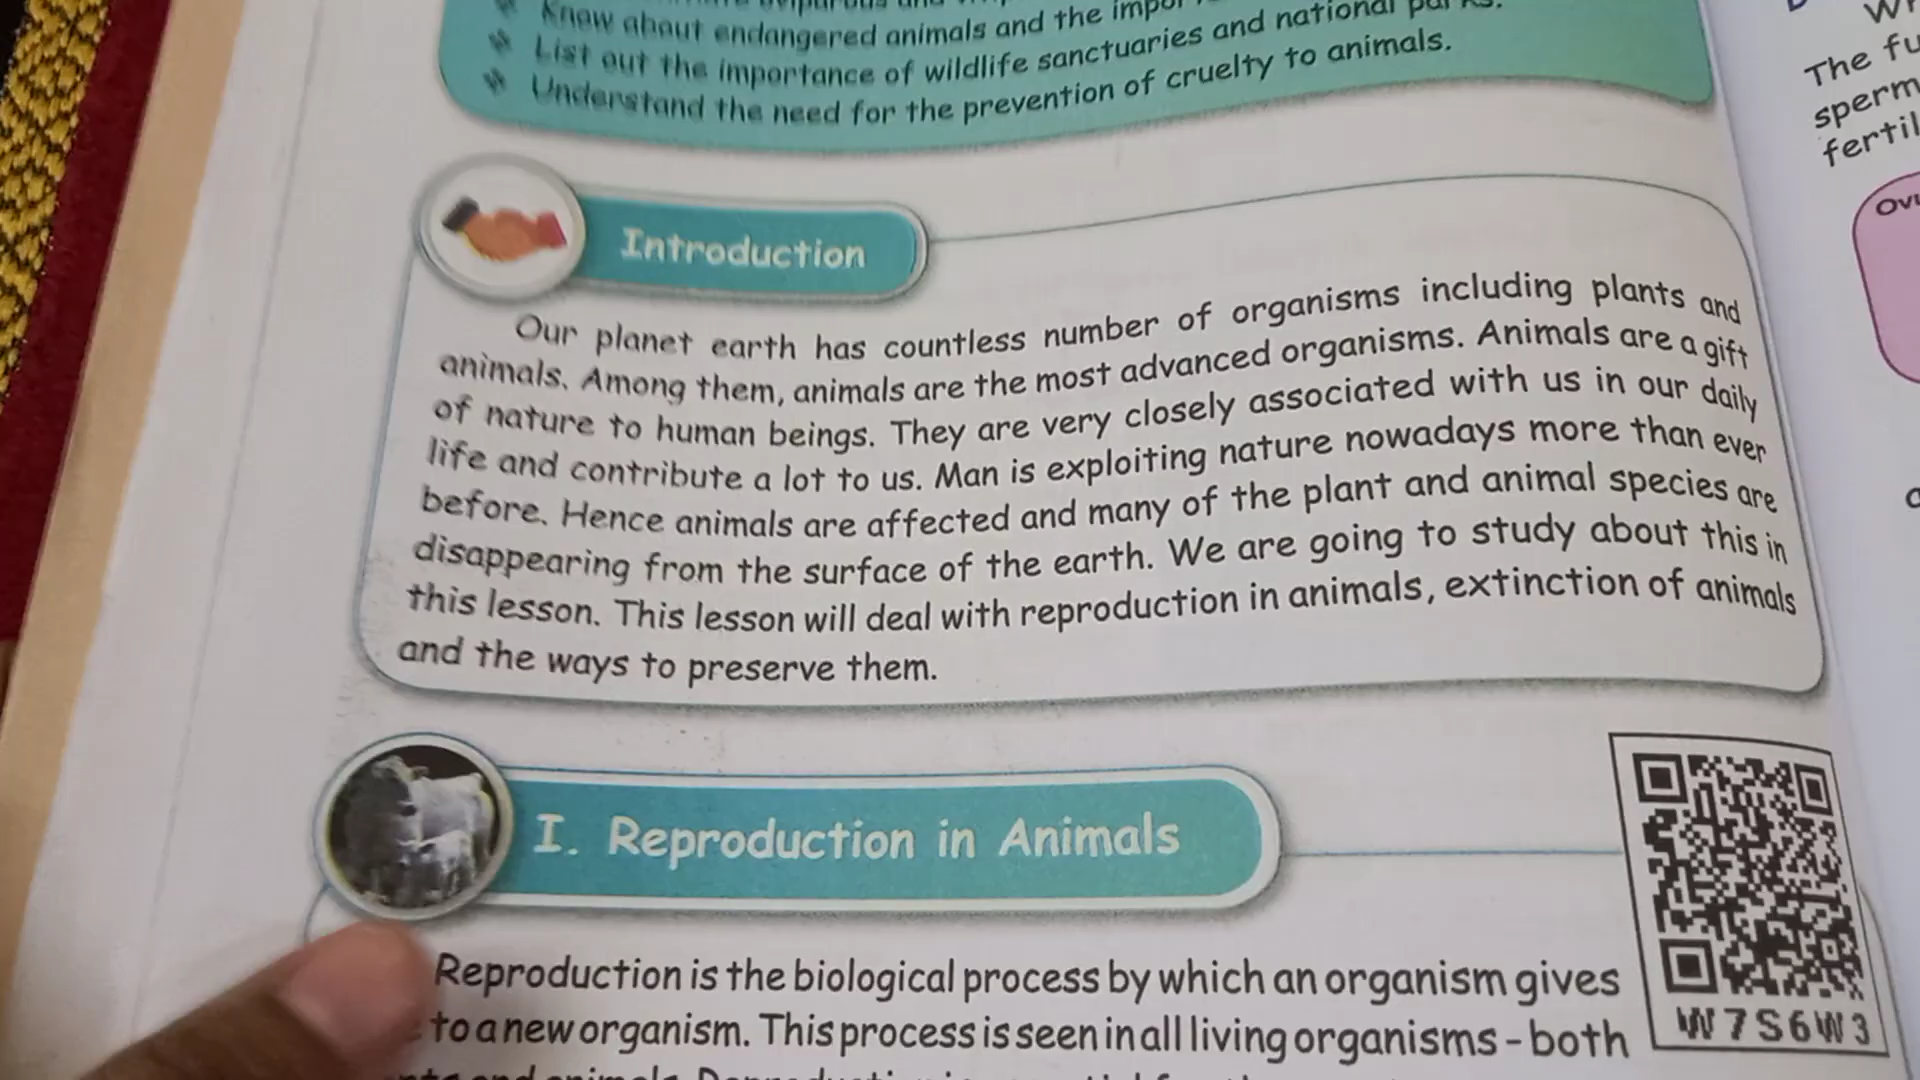 oviparous and
Know about endangered animals and the
List out the importance of wildlife sanctuaries and national parks.
Understand the need for the prevention of cruelty to animals.
Introduction
Our planet earth has countless number of organisms including plants and
animals. Among them, animals are the most advanced organisms. Animals are a gift
of nature to human beings. They are very closely associated with us in our daily
life and contribute a lot to us. Man is exploiting nature nowadays more than ever
before. Hence animals are affected and many of the plant and animal species are
disappearing from the surface of the earth. We are going to study about this in
this lesson. This lesson will deal with reproduction in animals, extinction of animals
and the ways to preserve them.
I. Reproduction in Animals
W7S6W3
Reproduction is the biological process by which an organism gives
to a new organism. This process is seen in all living organisms - both
and animals.
The fu
sperm
fertil
Ovu